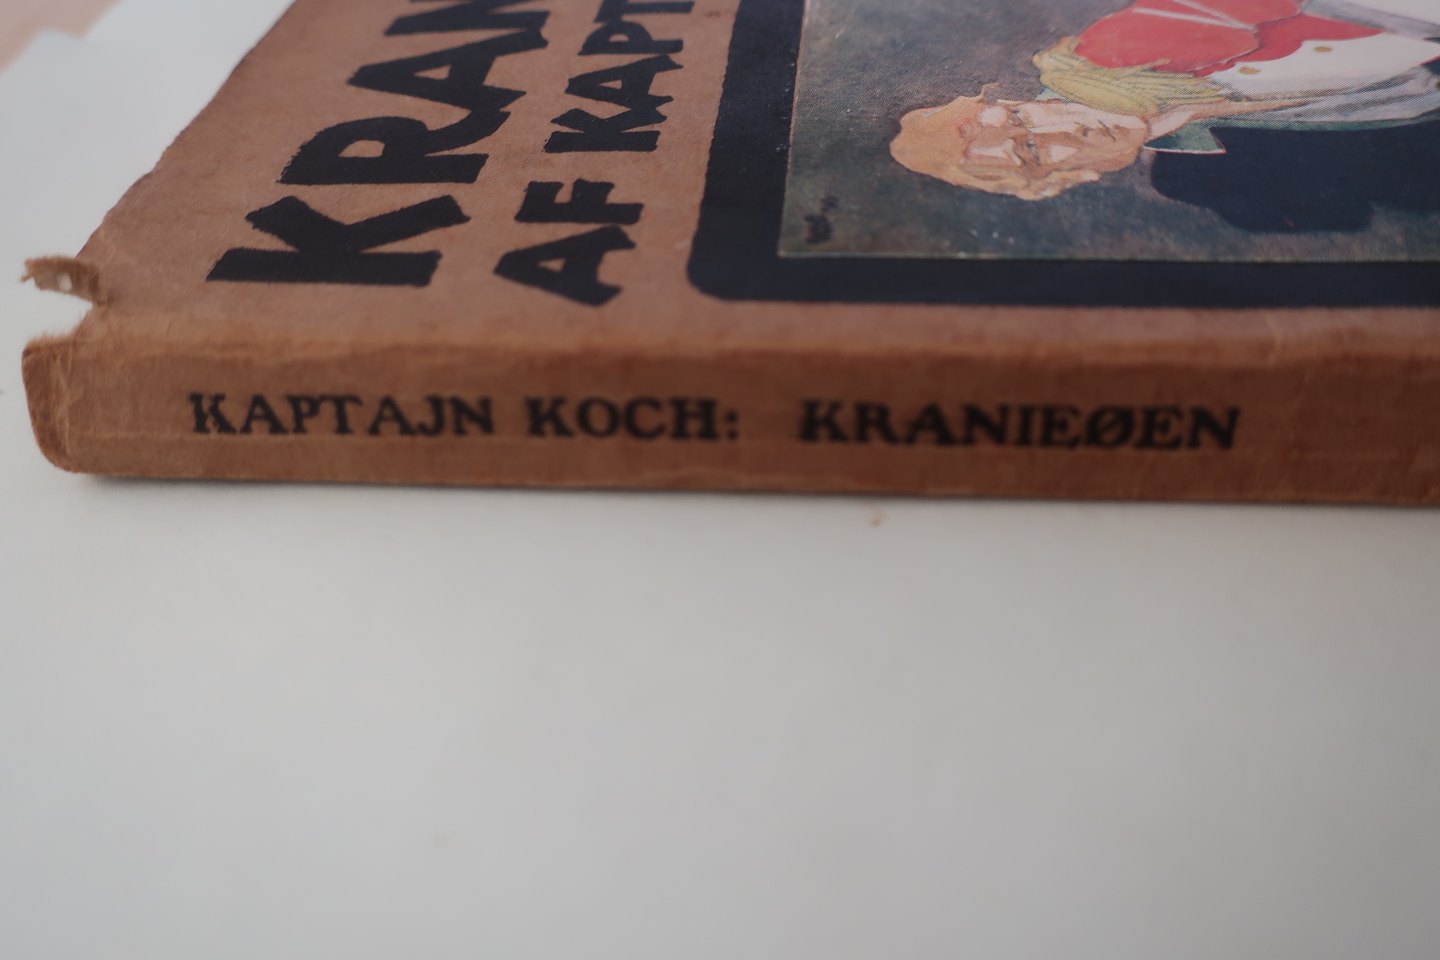 KRAN
AF KAPT
KAPTAJN KOCH: KRANIEØEN